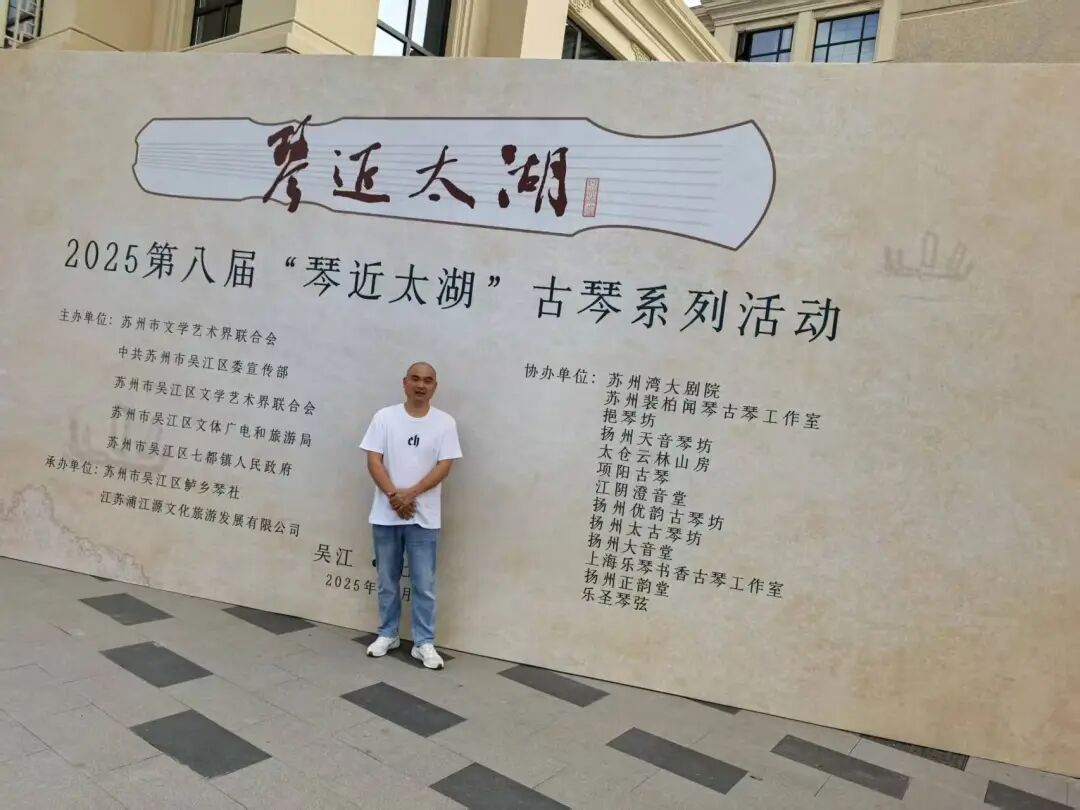 琴近太湖
2025第八届“琴近太湖”古琴系列活动
主办单位：苏州市文学艺术界联合会
中共苏州市吴江区委宣传部
苏州市吴江区文学艺术界联合会
苏州市吴江区文体广电和旅游局
苏州市吴江区七都镇人民政府
承办单位：苏州市吴江区鲈乡琴社
江苏浦江源文化旅游发展有限公司
协办单位：苏州湾大剧院
苏州裴柏闻琴古琴工作室
挹琴坊
扬州天音琴坊
太仓云林山房
项阳古琴
江阴澄音堂
扬州优韵古琴坊
扬州太古琴坊
扬州大音堂
上海乐琴书香古琴工作室
扬州正韵堂
乐圣琴弦
吴江
2025年 月
ch